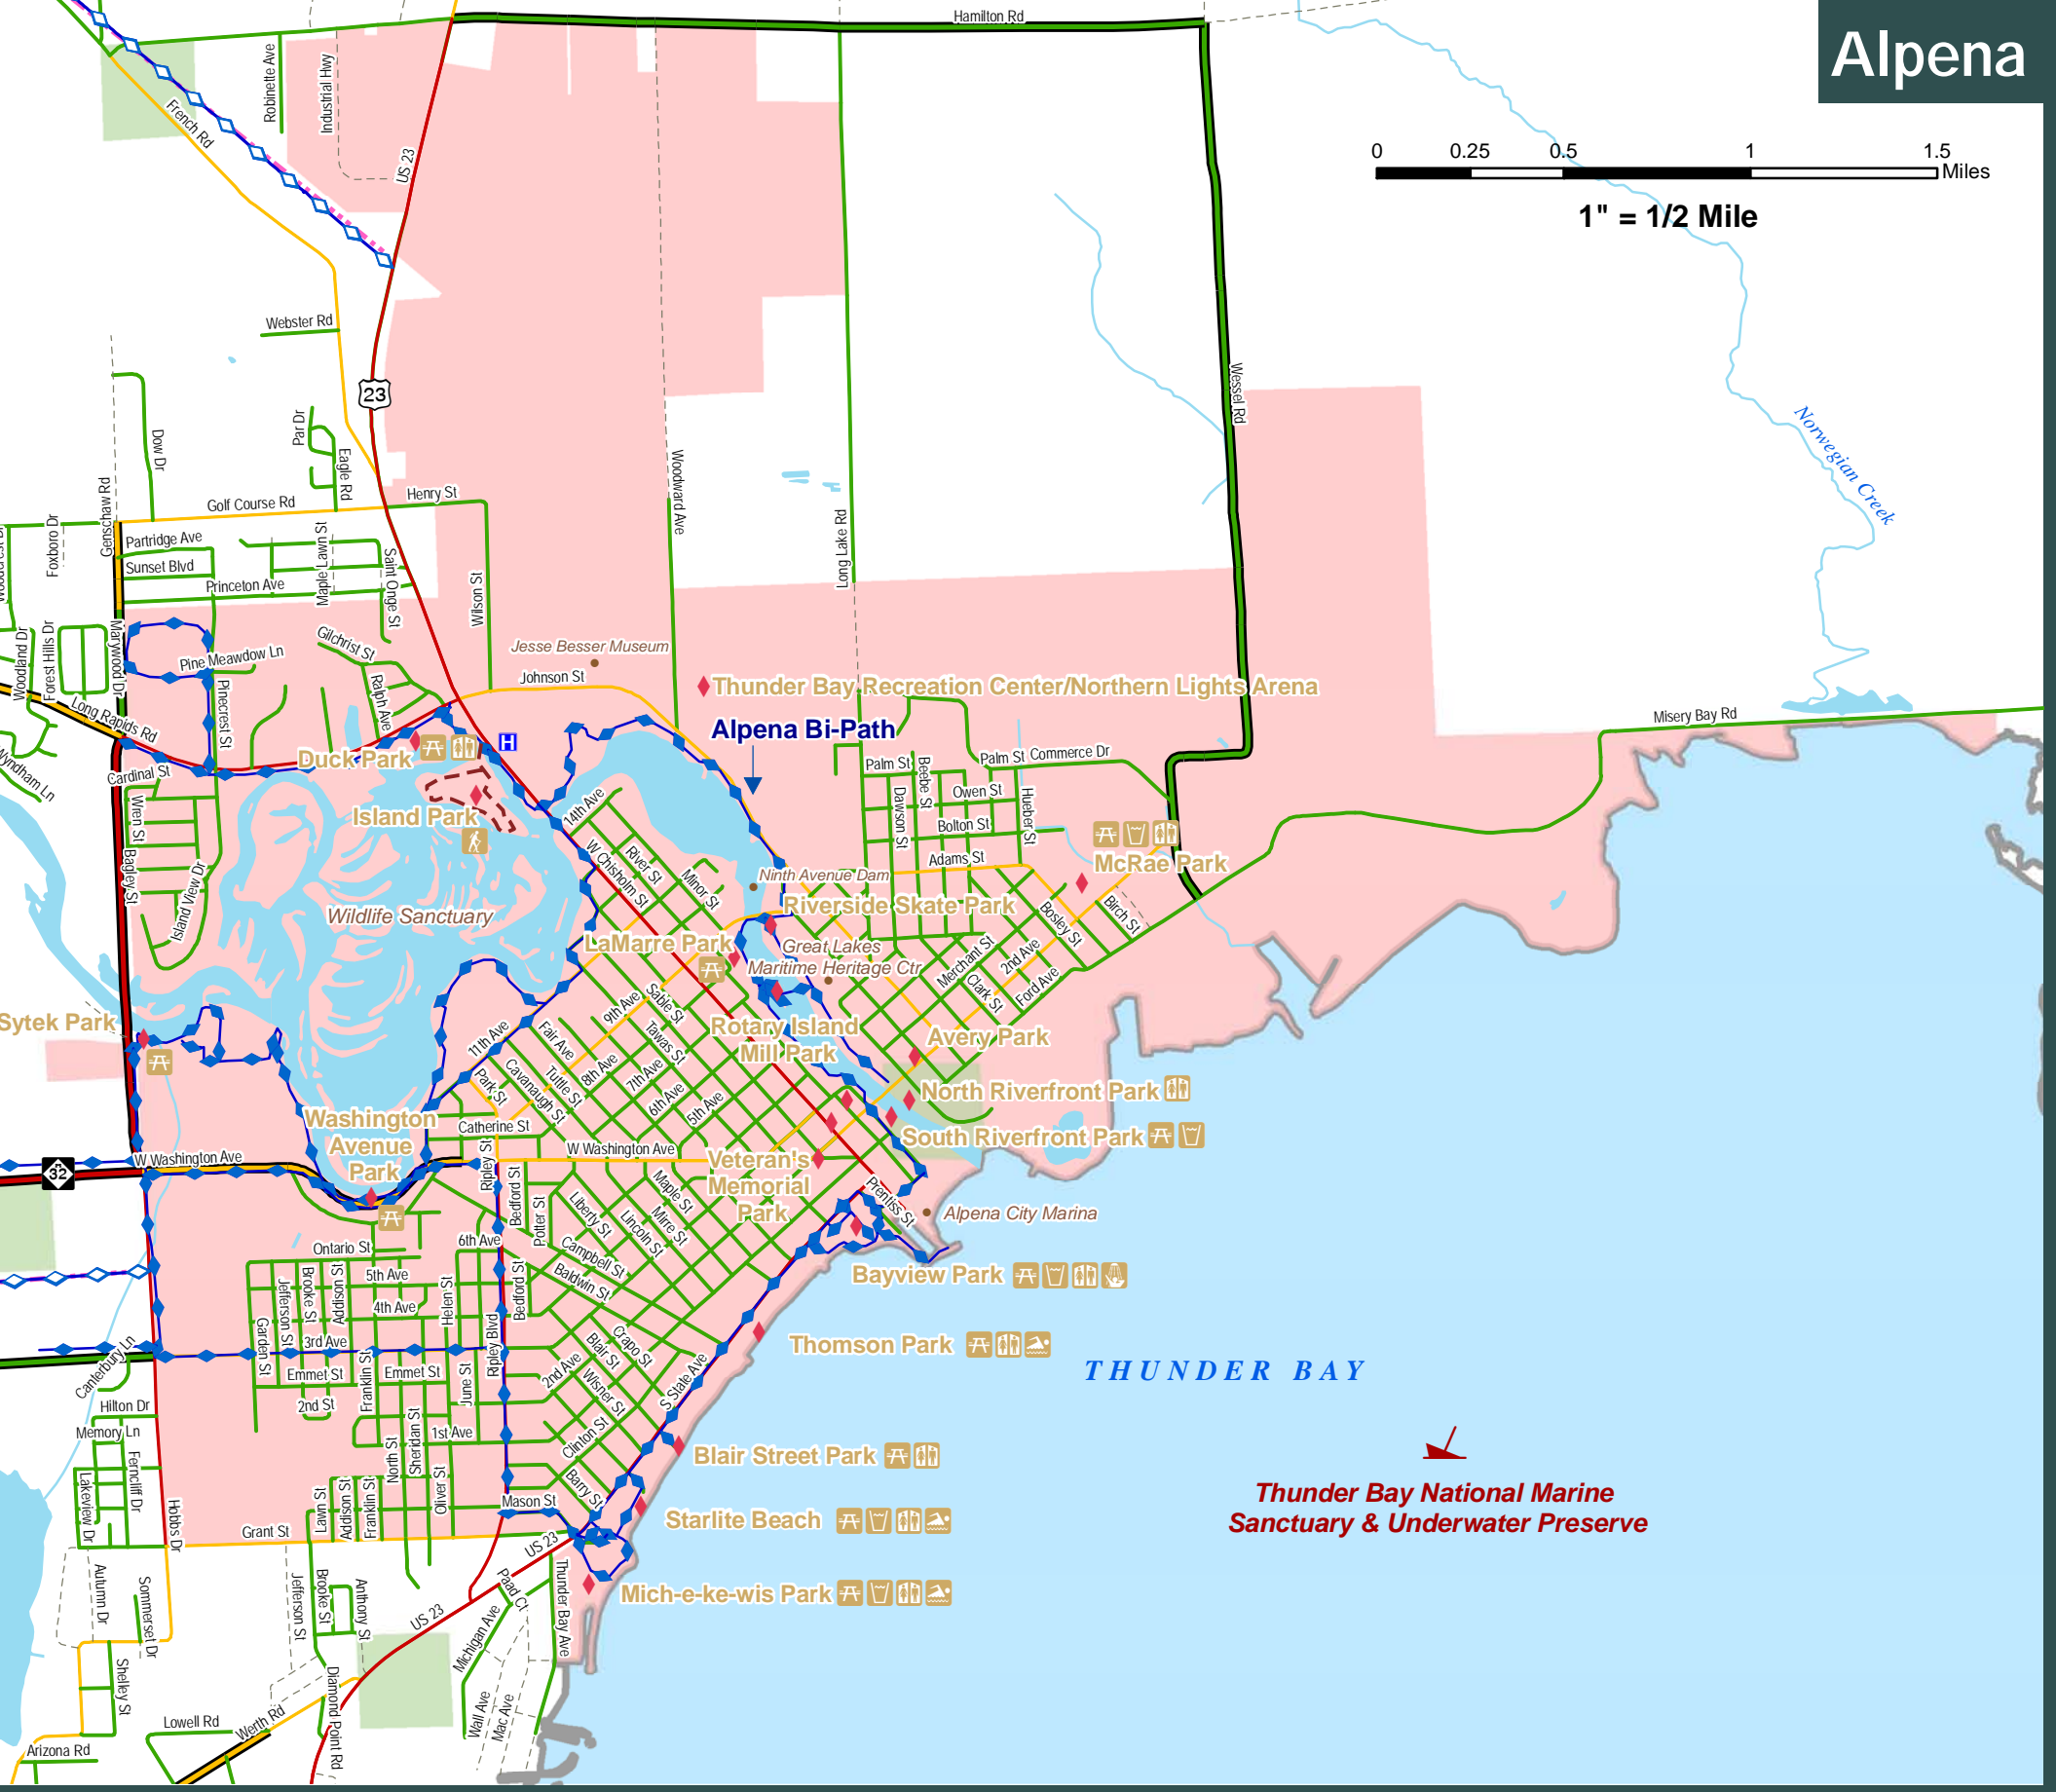 Alpena
0 0.25 0.5 1 1.5
Miles
1" = 1/2 Mile
Hamilton Rd
Robinette Ave
Industrial Hwy
French Rd
US 23
Webster Rd
23
Wessel Rd
Norwegian Creek
Dow Dr
Par Dr
Eagle Rd
Woodward Ave
Long Lake Rd
Genschaw Rd
Golf Course Rd
Henry St
Foxboro Dr
Partridge Ave
Sunset Blvd
Princeton Ave
Maple Lawn St
Saint Onge St
Wilson St
Woodland Dr
Forest Hills Dr
Marywood Dr
Gilchrist St
Pine Meawdow Ln
Ralph Ave
Pinecrest St
Jesse Besser Museum
Johnson St
Thunder Bay Recreation Center/Northern Lights Arena
Alpena Bi-Path
Long Rapids Rd
Misery Bay Rd
Wyndham Ln
Cardinal St
Duck Park
H
Palm St
Palm St
Commerce Dr
Beebe St
Dawson St
Owen St
Hueber St
Bolton St
Adams St
Wren St
Bagley St
Island View Dr
Island Park
14th Ave
W Chisholm St
River St
Minor St
McRae Park
Ninth Avenue Dam
Riverside Skate Park
Birch St
Bosley St
Wildlife Sanctuary
LaMarre Park
Great Lakes
Maritime Heritage Ctr
Merchant St
2nd Ave
Clark St
Ford Ave
Sytek Park
9th Ave
Sable St
Rotary Island
Mill Park
Avery Park
11th Ave
Fair Ave
Tawas St
8th Ave
7th Ave
6th Ave
5th Ave
Tuttle St
Cavanaugh St
Park St
North Riverfront Park
South Riverfront Park
Washington
Avenue
Park
Catherine St
W Washington Ave
W Washington Ave
32
Ripley St
Bedford St
Potter St
Veteran's
Memorial
Park
Prentiss St
Alpena City Marina
Maple St
Mirre St
Lincoln St
Liberty St
Campbell St
Baldwin St
6th Ave
Ontario St
Bayview Park
5th Ave
4th Ave
3rd Ave
Jefferson St
Brooke St
Addison St
Garden St
Helen St
Bedford St
Ripley Blvd
Thomson Park
THUNDER BAY
Canterbury Ln
Emmet St
Emmet St
Franklin St
June St
2nd St
2nd Ave
Blair St
Crapo St
Wisner St
S State Ave
Hilton Dr
Memory Ln
1st Ave
Clinton St
North St
Sheridan St
Blair Street Park
Thunder Bay National Marine
Sanctuary & Underwater Preserve
Lakeview Dr
Ferncliff Dr
Hobbs Dr
Lawn St
Addison St
Franklin St
Oliver St
Barry St
Mason St
Starlite Beach
Grant St
US 23
Mich-e-ke-wis Park
Autumn Dr
Sommerset Dr
Jefferson St
Brooke St
Anthony St
US 23
Paad Ct
Michigan Ave
Thunder Bay Ave
Shelley St
Diamond Point Rd
Wall Ave
Mac Ave
Lowell Rd
Werth Rd
Arizona Rd